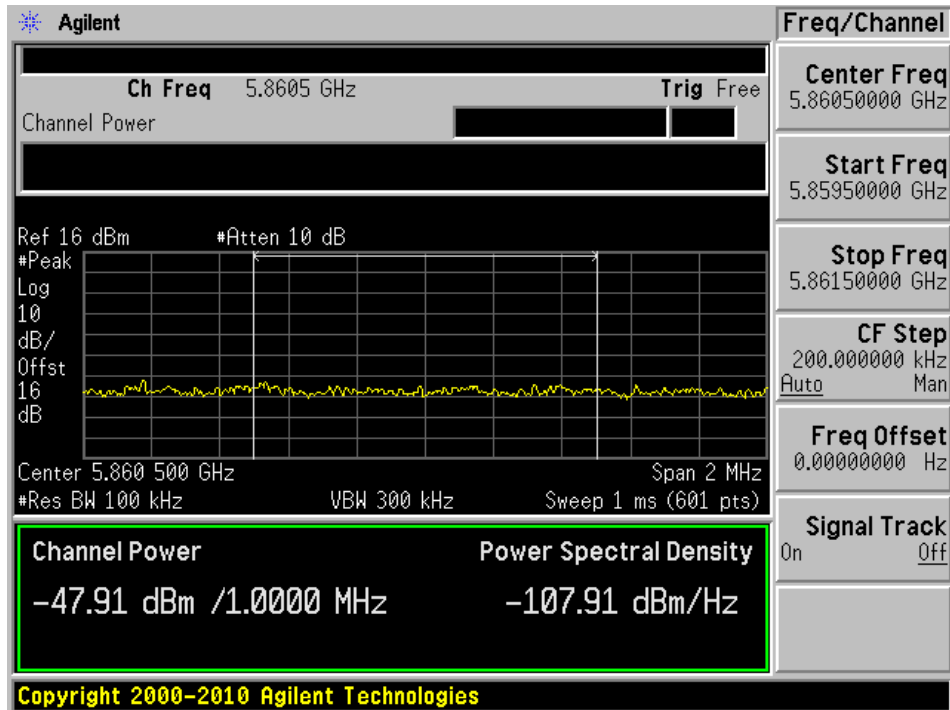 Agilent
Freq/Channel
Ch Freq 5.8605 GHz Trig Free
Channel Power
Center Freq
5.86050000 GHz
Start Freq
5.85950000 GHz
Stop Freq
5.86150000 GHz
CF Step
200.000000 kHz
Auto Man
Freq Offset
0.00000000 Hz
Signal Track
On Off
Ref 16 dBm #Atten 10 dB
#Peak
Log
10
dB/
Offst
16
dB
Center 5.860 500 GHz Span 2 MHz
#Res BW 100 kHz VBW 300 kHz Sweep 1 ms (601 pts)
Channel Power Power Spectral Density
-47.91 dBm /1.0000 MHz -107.91 dBm/Hz
Copyright 2000-2010 Agilent Technologies